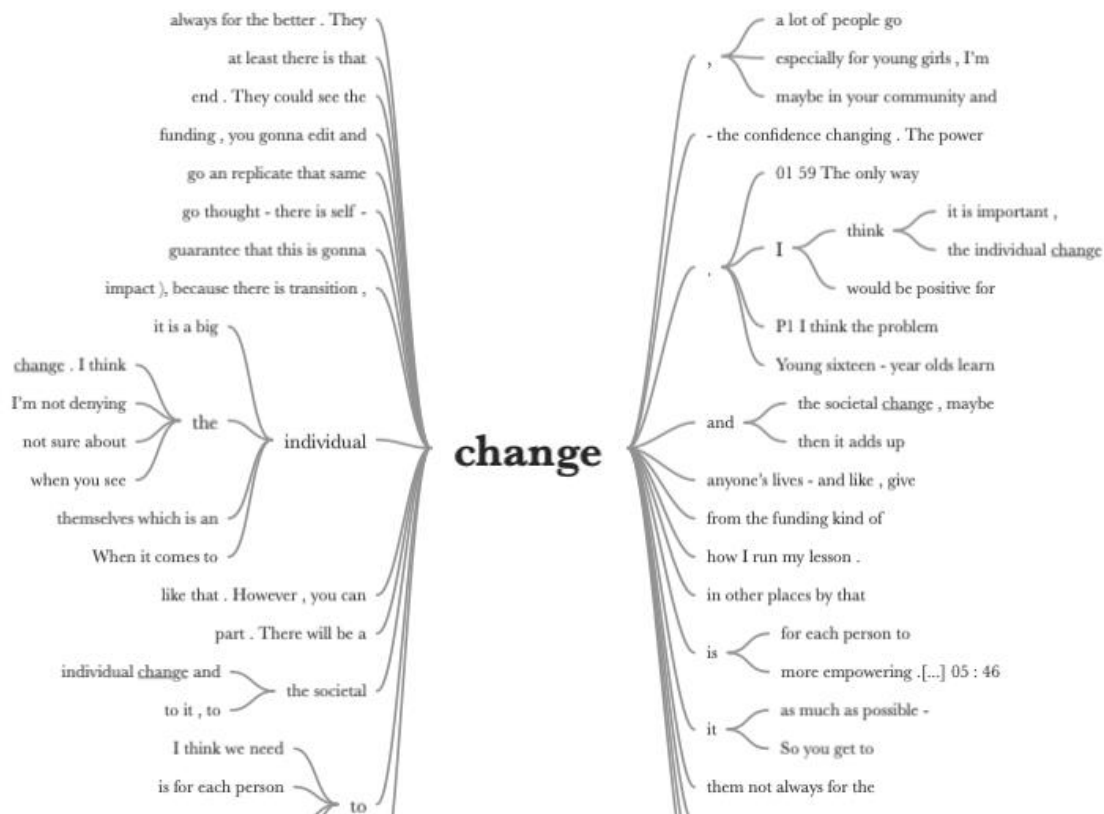 always for the better . They
at least there is that
end . They could see the
funding , you gonna edit and
go an replicate that same
go thought - there is self -
guarantee that this is gonna
impact ), because there is transition ,
it is a big
change . I think
I'm not denying
the
not sure about
when you see
individual
themselves which is an
When it comes to
like that . However , you can
part . There will be a
individual change and
the societal
to it , to
I think we need
is for each person
to
change
,
a lot of people go
especially for young girls , I'm
maybe in your community and
- the confidence changing . The power
.
01 59 The only way
I
think
it is important ,
the individual change
would be positive for
P1 I think the problem
Young sixteen - year olds learn
and
the societal change , maybe
then it adds up
anyone's lives - and like , give
from the funding kind of
how I run my lesson .
in other places by that
is
for each person to
more empowering .[...] 05 : 46
it
as much as possible -
So you get to
them not always for the